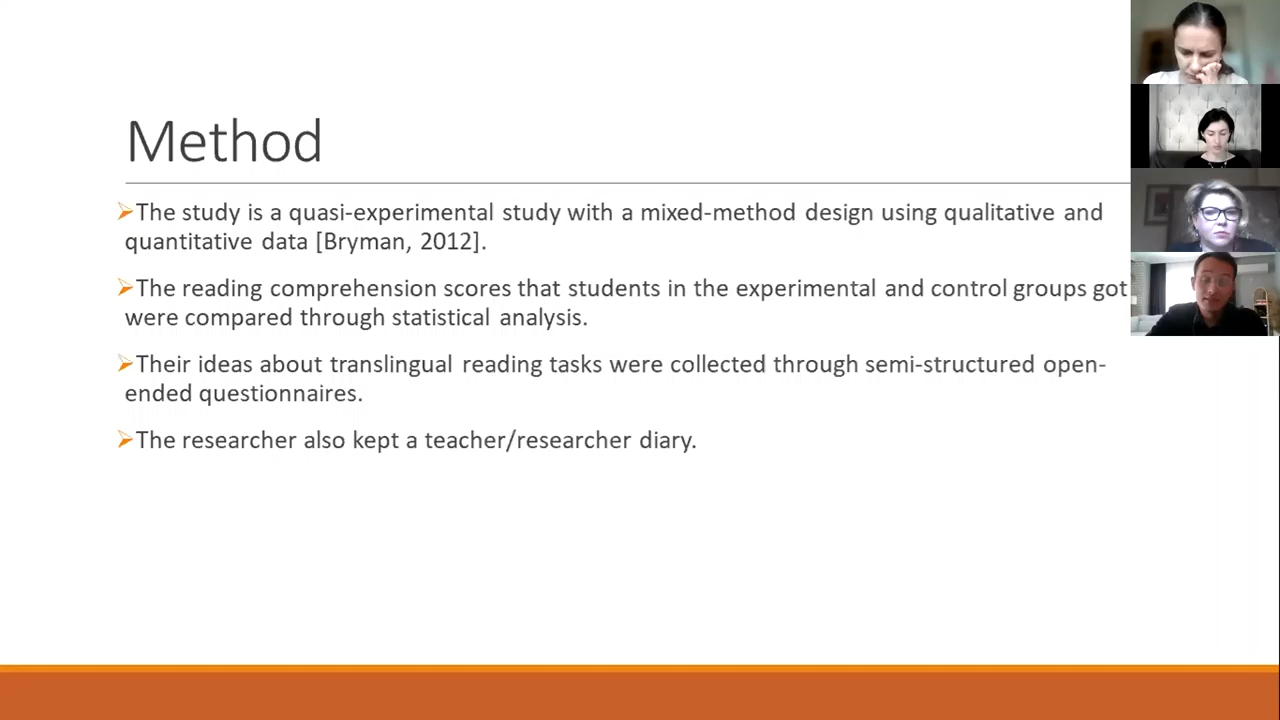 Method
➢The study is a quasi-experimental study with a mixed-method design using qualitative and
quantitative data [Bryman, 2012].
➢The reading comprehension scores that students in the experimental and control groups got
were compared through statistical analysis.
➢Their ideas about translingual reading tasks were collected through semi-structured open-
ended questionnaires.
➢The researcher also kept a teacher/researcher diary.